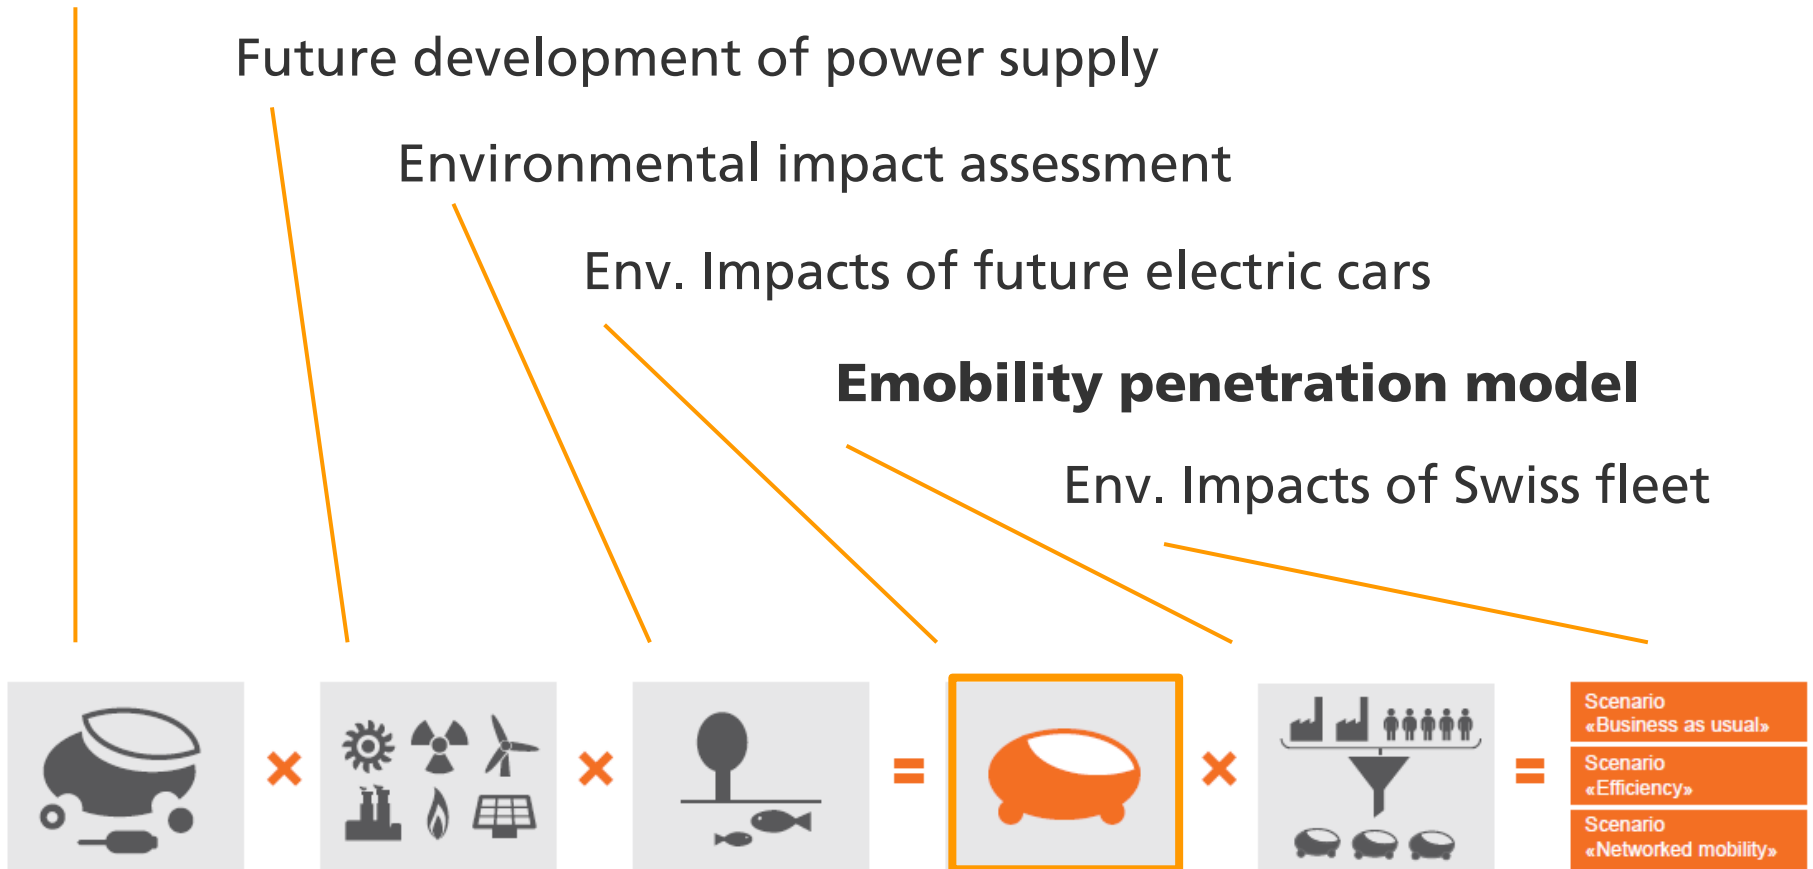 Future development of power supply
Environmental impact assessment
Env. Impacts of future electric cars
Emobility penetration model
Env. Impacts of Swiss fleet
Scenario
«Business as usual»
Scenario
«Efficiency»
Scenario
«Networked mobility»